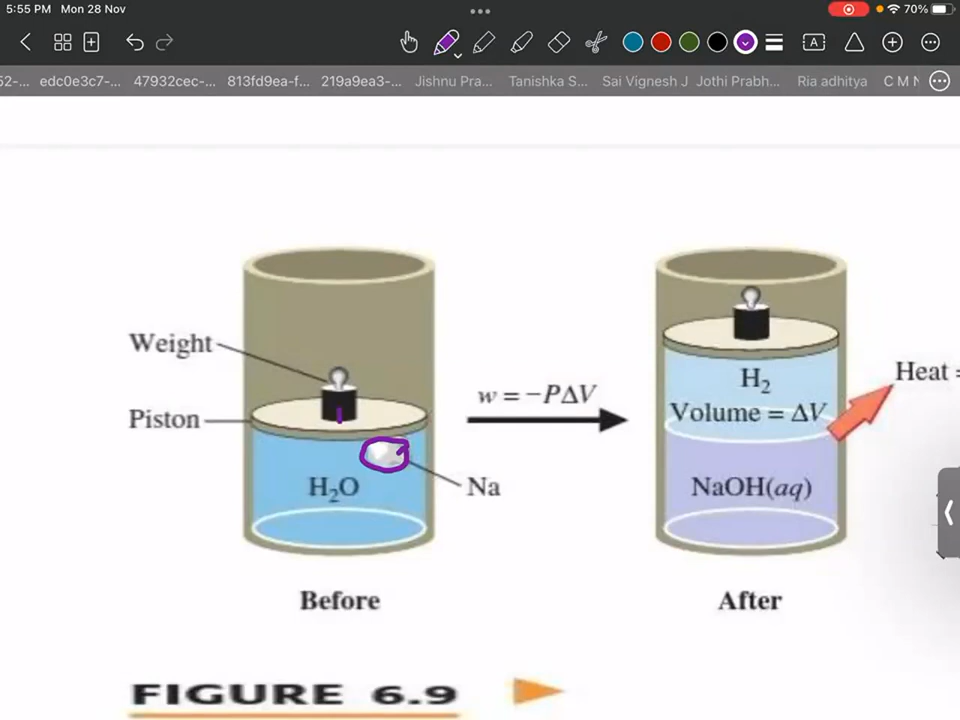 5:55 PM Mon 28 Nov
70%
52-... edc0e3c7-... 47932cec-... 813fd9ea-f... 219a9ea3-... Jishnu Pra... Tanishka S... Sai Vignesh J Jothi Prabh... Ria adhitya C M N
Weight
Piston
H₂O
Na
Before
w = −PΔV
H₂
Volume = ΔV
NaOH(aq)
After
Heat =
FIGURE 6.9